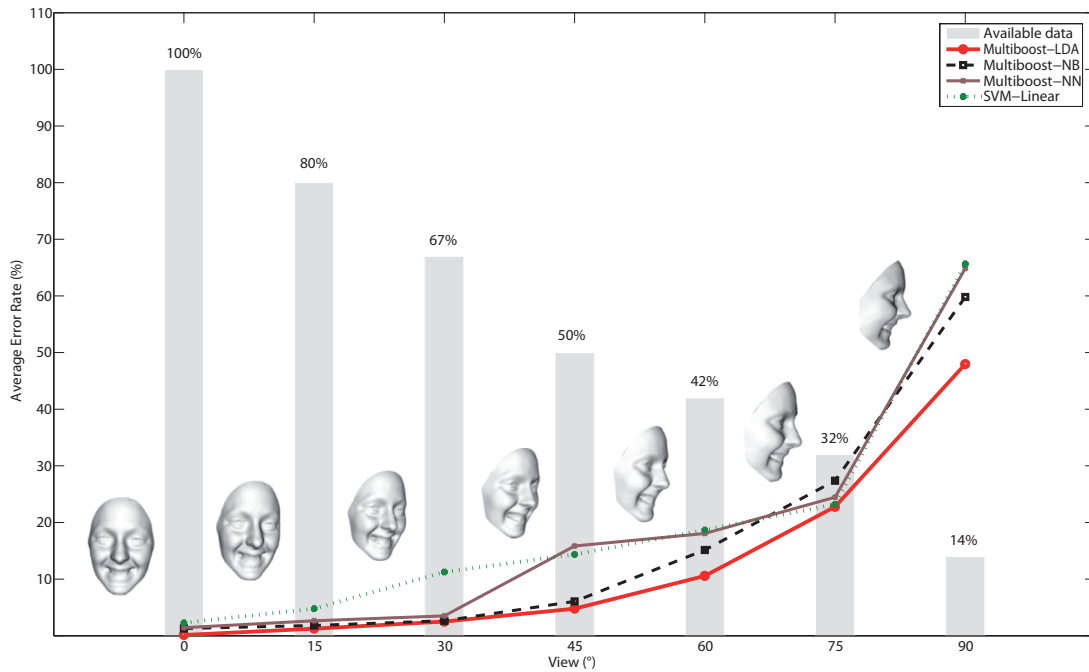 110
100
90
80
70
60
50
40
30
20
10
Average Error Rate (%)
100%
80%
67%
50%
42%
32%
14%
Available data
Multiboost−LDA
Multiboost−NB
Multiboost−NN
SVM−Linear
0 15 30 45 60 75 90
View (°)